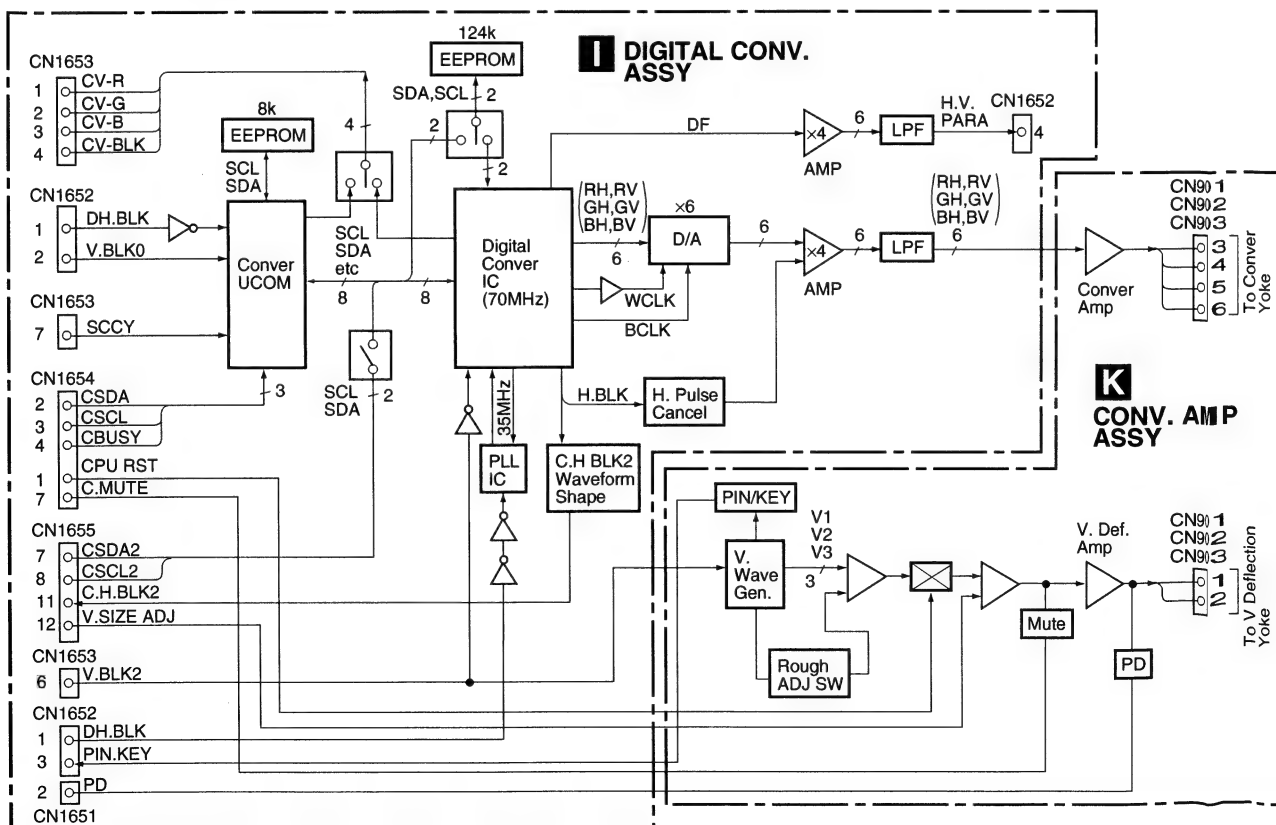 I DIGITAL CONV.
ASSY
CN1653
1 CV-R
2 CV-G
3 CV-B
4 CV-BLK
8k
EEPROM
SCL
SDA
4
124k
EEPROM
SDA,SCL 2
2
2
CN1652
1 DH.BLK
2 V.BLK0
Conver
UCOM
SCL
SDA
etc
8
8
Digital
Conver
IC
(70MHz)
DF
×4
AMP
6
LPF
H.V.
PARA
CN1652
4
(RH,RV
GH,GV
BH,BV)
6
×6
D/A
6
WCLK
BCLK
×4
AMP
6
LPF
(RH,RV
GH,GV
BH,BV)
6
Conver
Amp
CN901
CN902
CN903
3
4
5
6
To Conver
Yoke
CN1653
7 SCCY
CN1654
2 CSDA
3 CSCL
4 CBUSY
1 CPU RST
7 C.MUTE
3
SCL
SDA
2
35MHz
PLL
IC
H.BLK
H. Pulse
Cancel
C.H BLK2
Waveform
Shape
K
CONV. AMP
ASSY
CN1655
7 CSDA2
8 CSCL2
11 C.H.BLK2
12 V.SIZE ADJ
PIN/KEY
V.
Wave
Gen.
V1
V2
V3
3
Rough
ADJ SW
Mute
V. Def.
Amp
PD
CN901
CN902
CN903
1
2
To V Deflection
Yoke
CN1653
6 V.BLK2
CN1652
1 DH.BLK
3 PIN.KEY
2 PD
CN1651